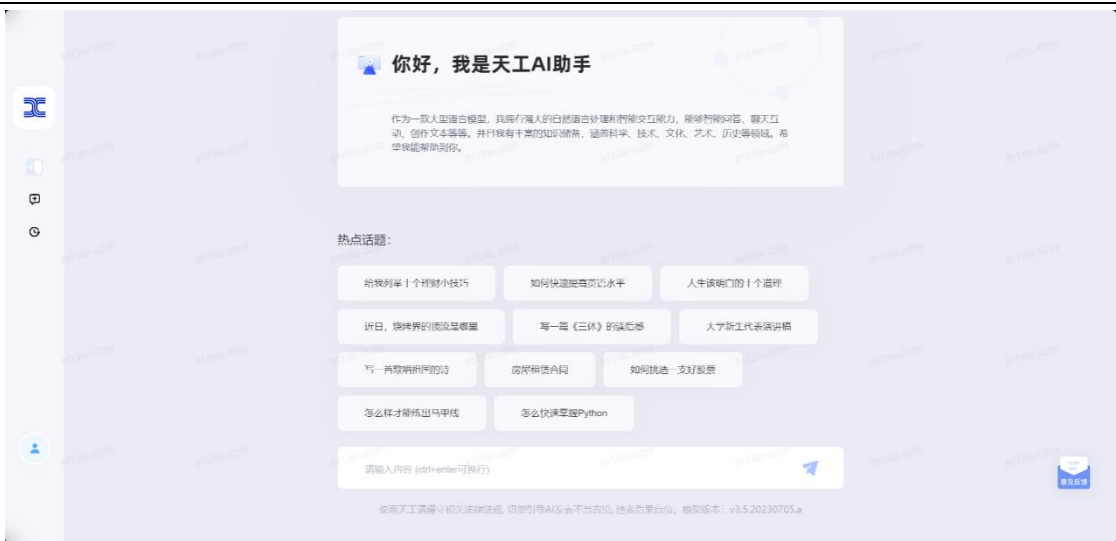 你好，我是天工AI助手
作为一款大型语言模型，我拥有强大的自然语言处理和智能交互能力，能够智能问答、聊天互
动、创作文本等等。并且我有丰富的知识储备，涵盖科学、技术、文化、艺术、历史等领域。希
望我能帮助到你。
热点话题：
给我列举十个理财小技巧
如何快速提高英语水平
人生该明白的十个道理
近日，烧烤界的顶流是哪里
写一篇《三体》的读后感
大学新生代表演讲稿
写一首歌唱祖国的诗
房屋租赁合同
如何挑选一支好股票
怎么样才能练出马甲线
怎么快速掌握Python
请输入内容 (ctrl+enter可换行)
意见反馈
使用天工请遵守相关法律法规, 切勿引导AI发表不当言论, 违者后果自负。模型版本：v3.5.20230705.a